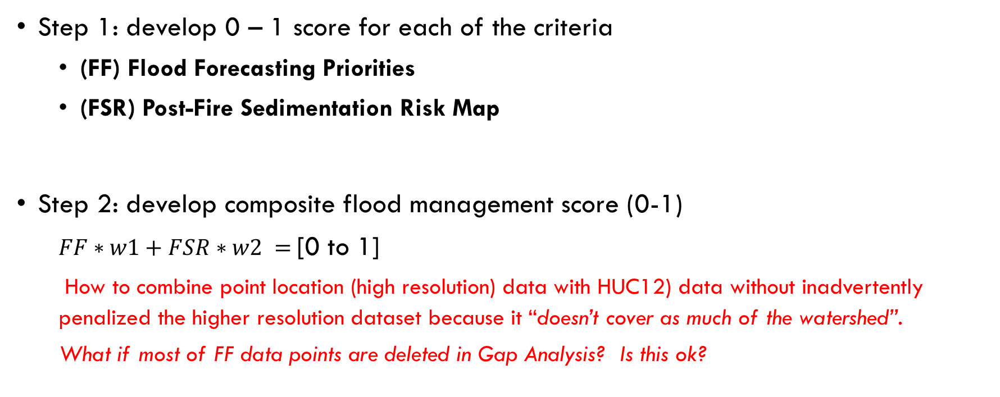 • Step 1: develop 0 – 1 score for each of the criteria
• (FF) Flood Forecasting Priorities
• (FSR) Post-Fire Sedimentation Risk Map
• Step 2: develop composite flood management score (0-1)
𝐹𝐹 ∗ 𝑤1 + 𝐹𝑆𝑅 ∗ 𝑤2 = [0 to 1]
How to combine point location (high resolution) data with HUC12) data without inadvertently
penalized the higher resolution dataset because it “doesn’t cover as much of the watershed”.
What if most of FF data points are deleted in Gap Analysis? Is this ok?